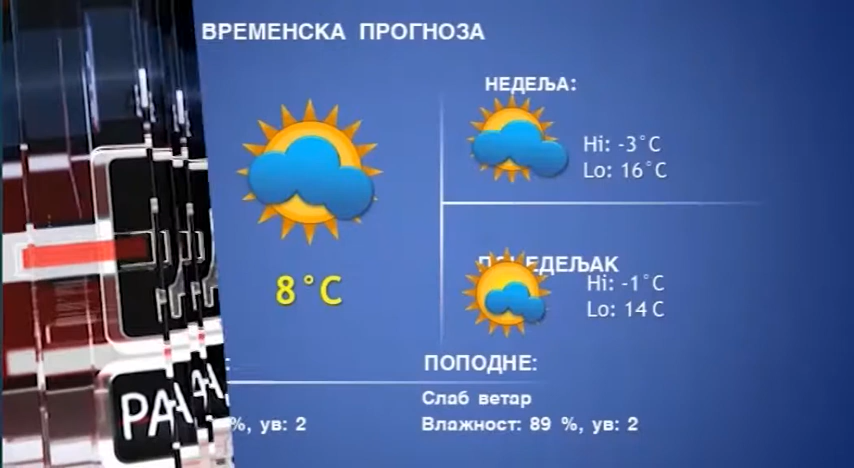 ВРЕМЕНСКА ПРОГНОЗА
НЕДЕЉА:
Hi: -3°C
Lo: 16°C
8°C
Hi: -1°C
Lo: 14 C
ПОПОДНЕ:
Слаб ветар
%, ув: 2
Влажност: 89 %, ув: 2